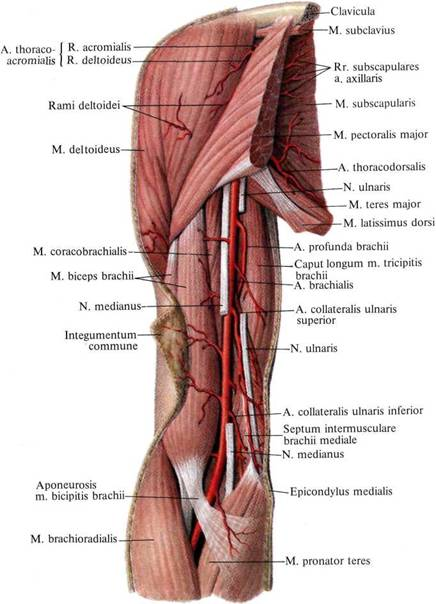 A. thoraco-
acromialis
R. acromialis
R. deltoideus
Rami deltoidei
M. deltoideus
M. coracobrachialis
M. biceps brachii
N. medianus
Integumentum
commune
Aponeurosis
m. bicipitis brachii
M. brachioradialis
Clavicula
M. subclavius
Rr. subscapulares
a. axillaris
M. subscapularis
M. pectoralis major
A. thoracodorsalis
N. ulnaris
M. teres major
M. latissimus dorsi
A. profunda brachii
Caput longum m. tricipitis
brachii
A. brachialis
A. collateralis ulnaris
superior
N. ulnaris
A. collateralis ulnaris inferior
Septum intermusculare
brachii mediale
N. medianus
Epicondylus medialis
M. pronator teres